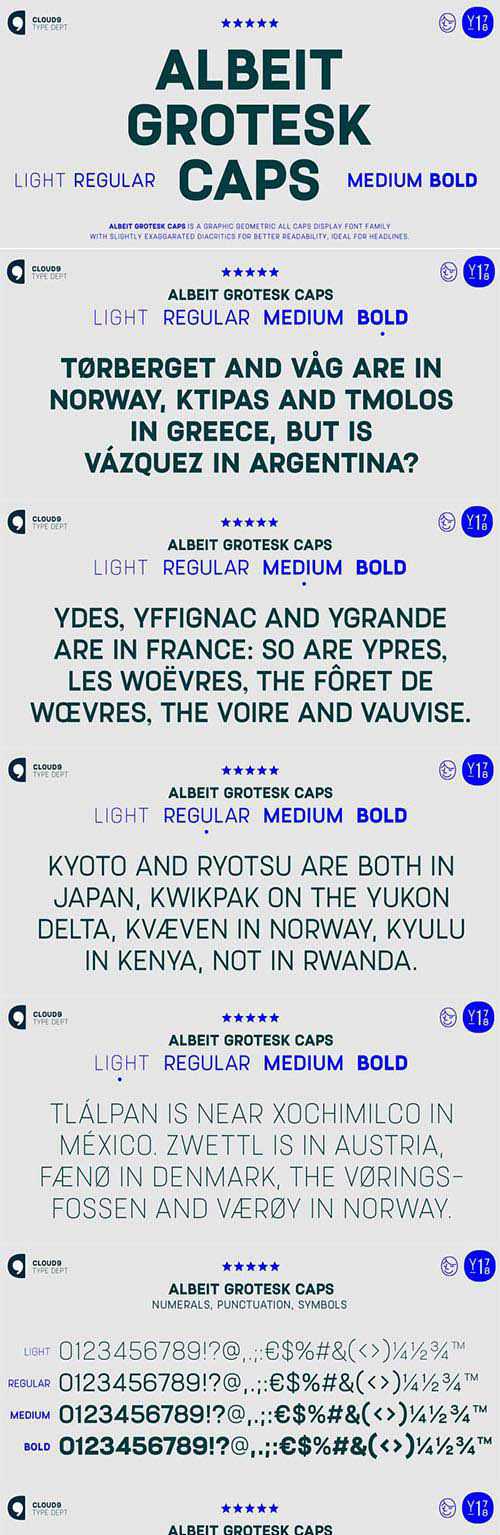 CLOUD9
TYPE DEPT
Y178
ALBEIT
GROTESK
CAPS
LIGHT REGULAR
MEDIUM BOLD
ALBEIT GROTESK CAPS IS A GRAPHIC GEOMETRIC ALL CAPS DISPLAY FONT FAMILY
WITH SLIGHTLY EXAGGARATED DIACRITICS FOR BETTER READABILITY, IDEAL FOR HEADLINES.
CLOUD9
TYPE DEPT
Y178
ALBEIT GROTESK CAPS
LIGHT REGULAR MEDIUM BOLD
TØRBERGET AND VÅG ARE IN
NORWAY, KTIPAS AND TMOLOS
IN GREECE, BUT IS
VÁZQUEZ IN ARGENTINA?
CLOUD9
TYPE DEPT
Y178
ALBEIT GROTESK CAPS
LIGHT REGULAR MEDIUM BOLD
YDES, YFFIGNAC AND YGRANDE
ARE IN FRANCE: SO ARE YPRES,
LES WOËVRES, THE FÔRET DE
WŒVRES, THE VOIRE AND VAUVISE.
CLOUD9
TYPE DEPT
Y178
ALBEIT GROTESK CAPS
LIGHT REGULAR MEDIUM BOLD
KYOTO AND RYOTSU ARE BOTH IN
JAPAN, KWIKPAK ON THE YUKON
DELTA, KVÆVEN IN NORWAY, KYULU
IN KENYA, NOT IN RWANDA.
CLOUD9
TYPE DEPT
Y178
ALBEIT GROTESK CAPS
LIGHT REGULAR MEDIUM BOLD
TLÁLPAN IS NEAR XOCHIMILCO IN
MÉXICO. ZWETTL IS IN AUSTRIA,
FÆNØ IN DENMARK, THE VØRINGS-
FOSSEN AND VÆRØY IN NORWAY.
CLOUD9
TYPE DEPT
Y178
ALBEIT GROTESK CAPS
NUMERALS, PUNCTUATION, SYMBOLS
LIGHT 0123456789!?@,.;:€$%#&(<>)¼½¾™
REGULAR 0123456789!?@,.;:€$%#&(<>)¼½¾™
MEDIUM 0123456789!?@,.;:€$%#&(<>)¼½¾™
BOLD 0123456789!?@,.;:€$%#&(<>)¼½¾™
CLOUD9
TYPE DEPT
Y178
ALBEIT GROTESK CAPS